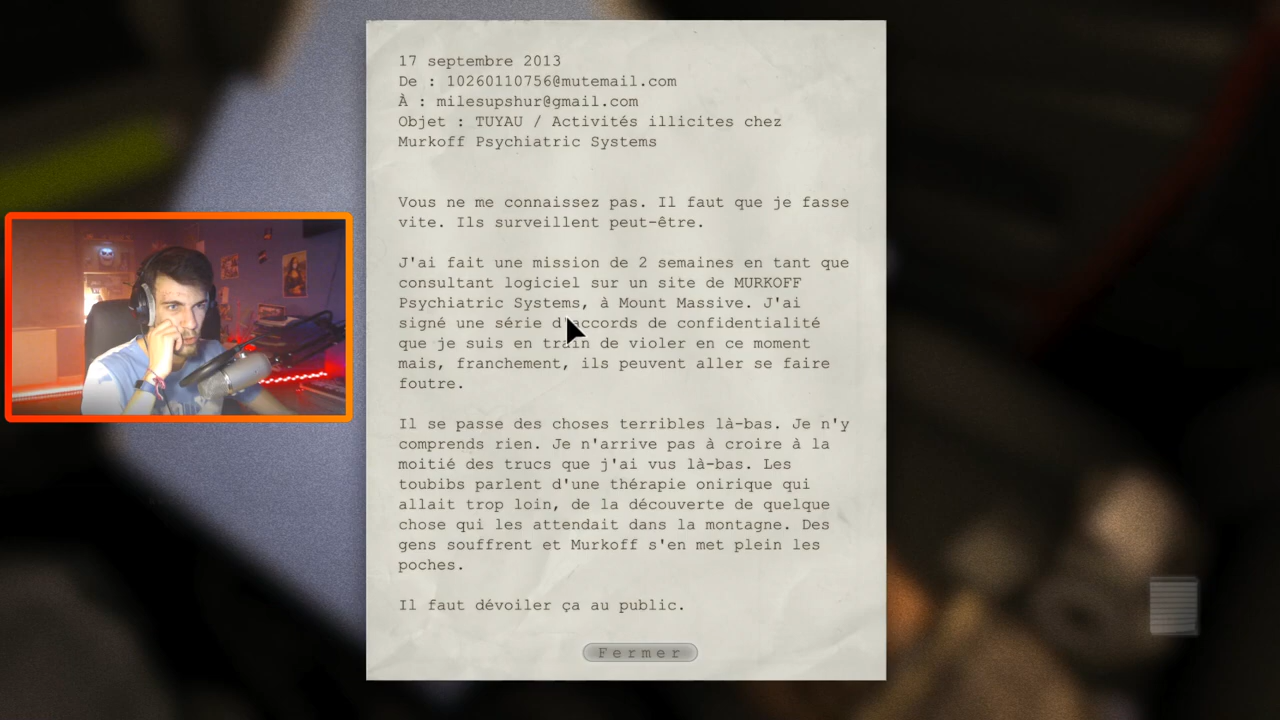 17 septembre 2013
De : 10260110756@mutemail.com
À : milesupshur@gmail.com
Objet : TUYAU / Activités illicites chez
Murkoff Psychiatric Systems
Vous ne me connaissez pas. Il faut que je fasse
vite. Ils surveillent peut-être.
J'ai fait une mission de 2 semaines en tant que
consultant logiciel sur un site de MURKOFF
Psychiatric Systems, à Mount Massive. J'ai
signé une série d'accords de confidentialité
que je suis en train de violer en ce moment
mais, franchement, ils peuvent aller se faire
foutre.
Il se passe des choses terribles là-bas. Je n'y
comprends rien. Je n'arrive pas à croire à la
moitié des trucs que j'ai vus là-bas. Les
toubibs parlent d'une thérapie onirique qui
allait trop loin, de la découverte de quelque
chose qui les attendait dans la montagne. Des
gens souffrent et Murkoff s'en met plein les
poches.
Il faut dévoiler ça au public.
Fermer